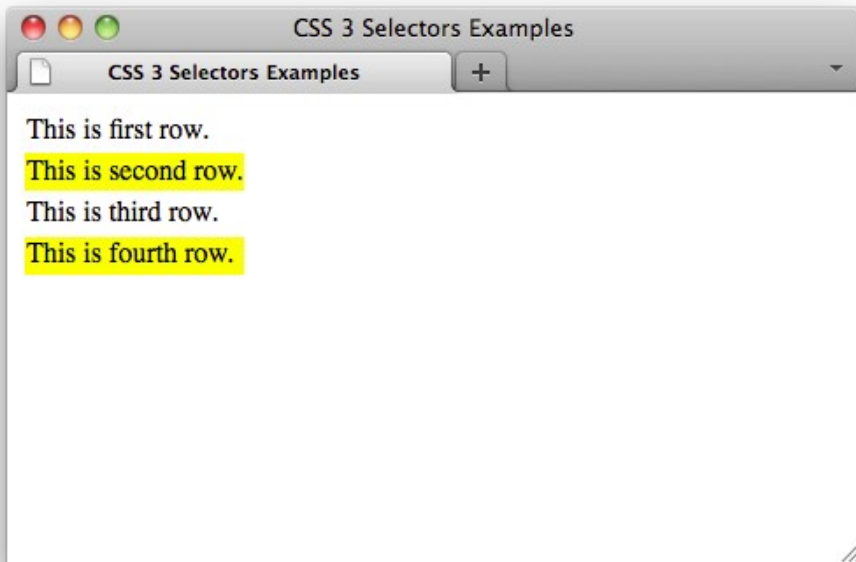 CSS 3 Selectors Examples
CSS 3 Selectors Examples +
This is first row.
This is second row.
This is third row.
This is fourth row.